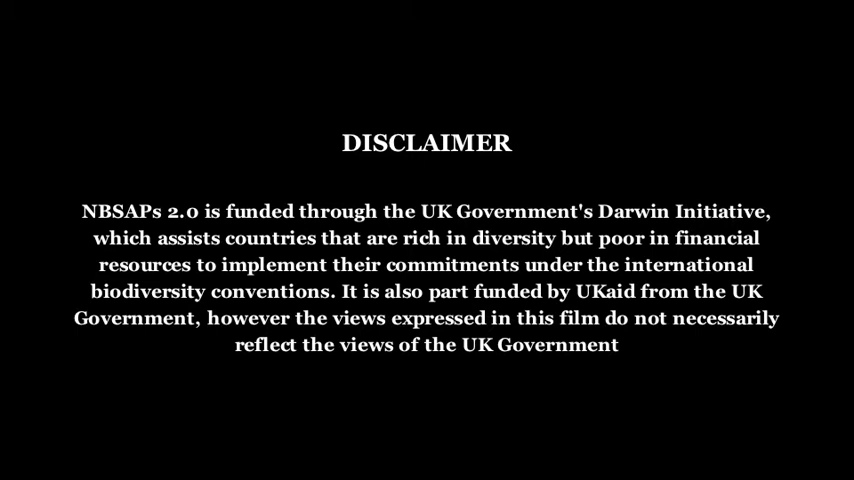 DISCLAIMER
NBSAPs 2.0 is funded through the UK Government's Darwin Initiative,
which assists countries that are rich in diversity but poor in financial
resources to implement their commitments under the international
biodiversity conventions. It is also part funded by UKaid from the UK
Government, however the views expressed in this film do not necessarily
reflect the views of the UK Government